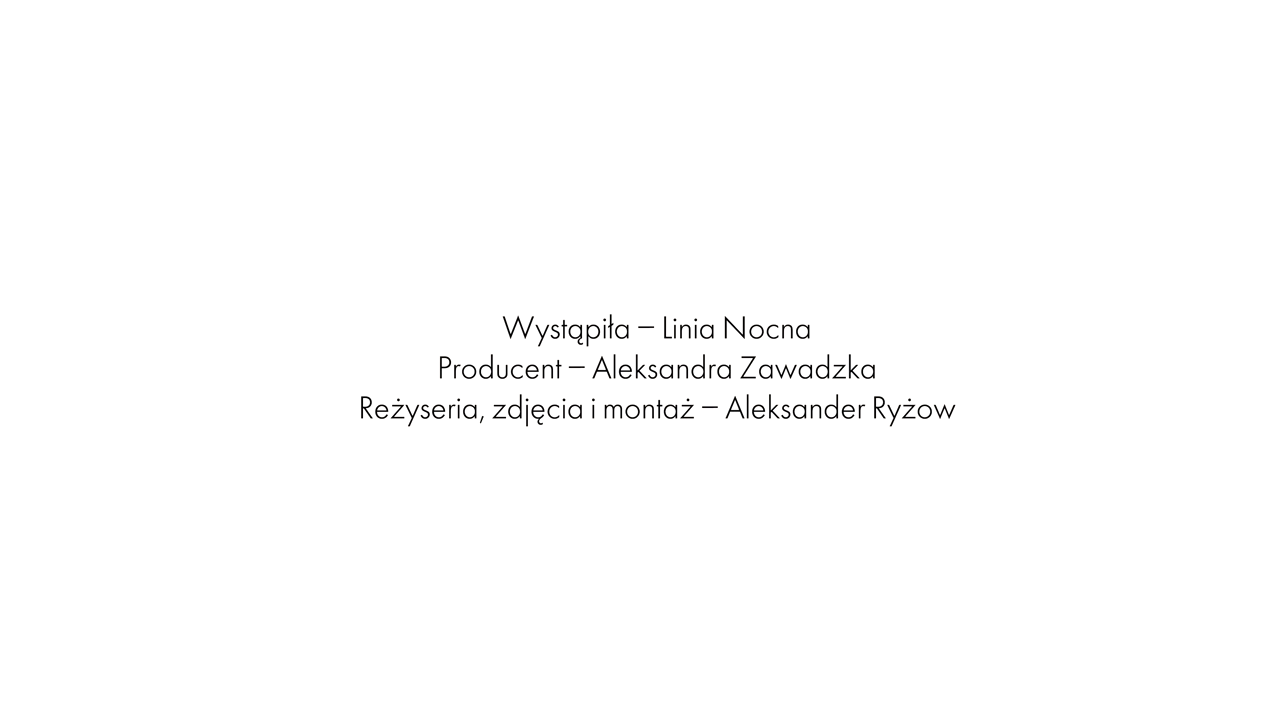 Wystąpiła – Linia Nocna
Producent – Aleksandra Zawadzka
Reżyseria, zdjęcia i montaż – Aleksander Ryżow